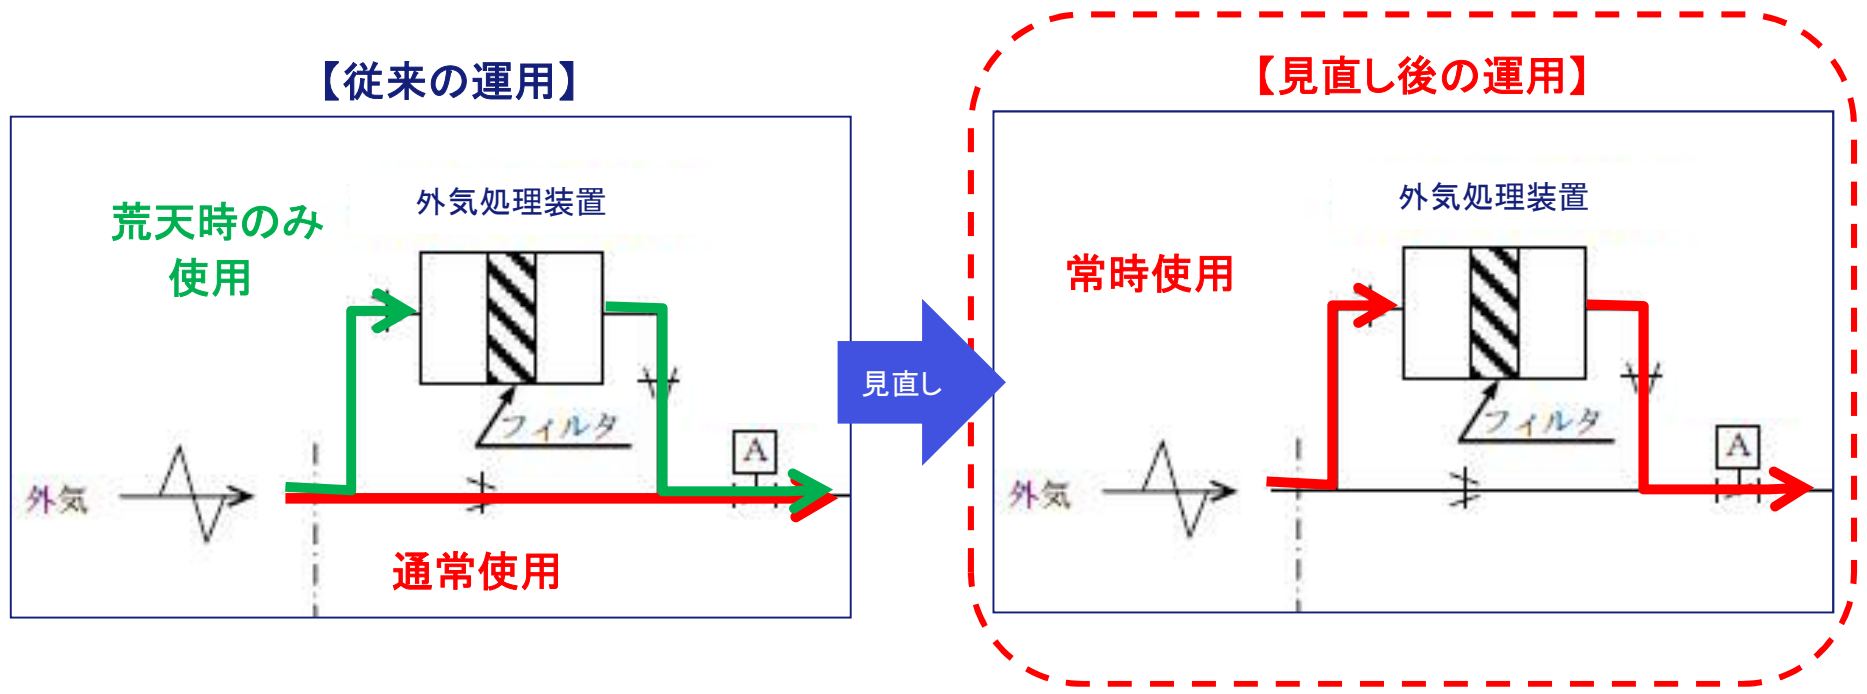 【従来の運用】
荒天時のみ
使用
外気処理装置
フィルタ
A
外気
通常使用
見直し
【見直し後の運用】
常時使用
外気処理装置
フィルタ
A
外気